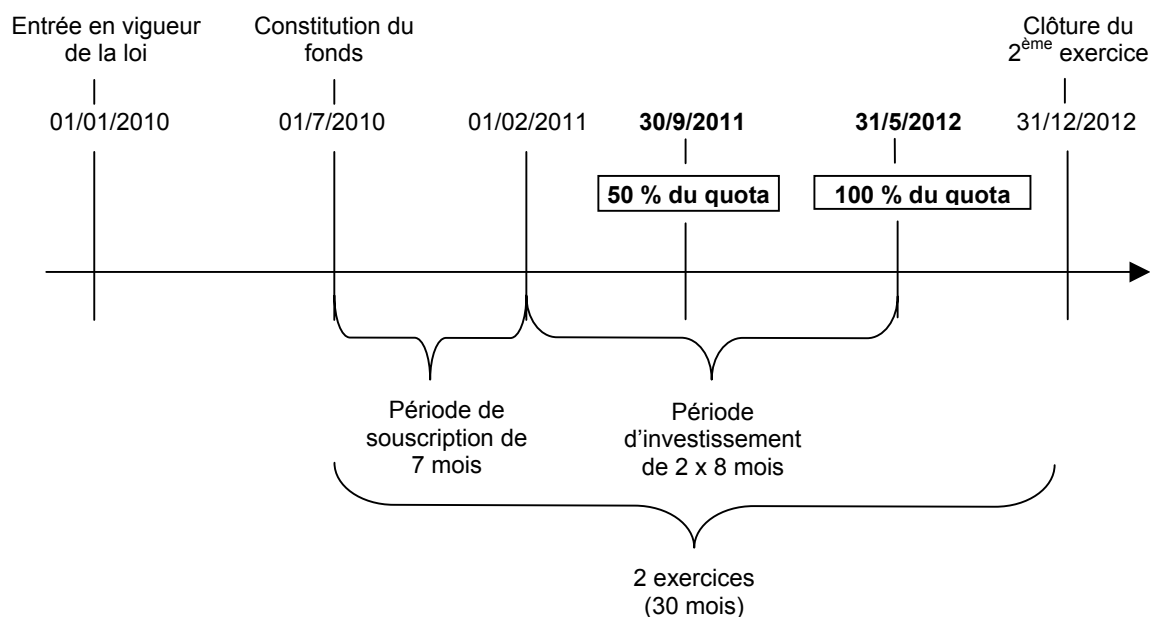 Entrée en vigueur
de la loi
Constitution du
fonds
Clôture du
2ème exercice
01/01/2010
01/7/2010
01/02/2011
30/9/2011
31/5/2012
31/12/2012
50 % du quota
100 % du quota
Période de
souscription de
7 mois
Période
d'investissement
de 2 x 8 mois
2 exercices
(30 mois)